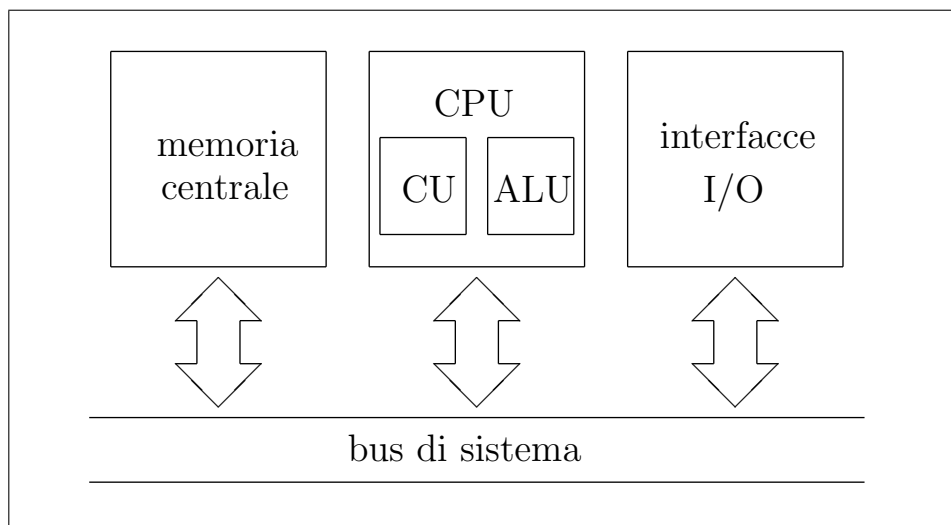 memoria
centrale
CPU
CU
ALU
interfacce
I/O
bus di sistema